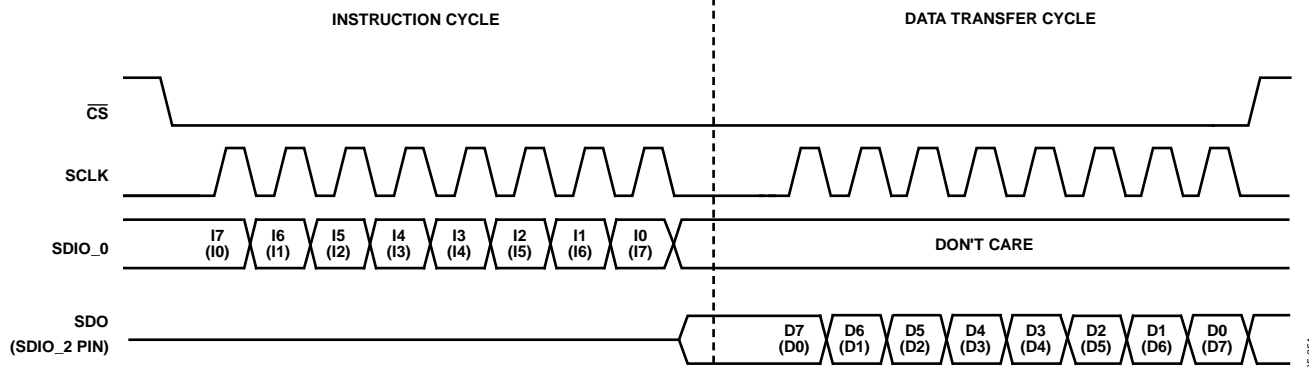 INSTRUCTION CYCLE
DATA TRANSFER CYCLE
CS
SCLK
SDIO_0
I7 I6 I5 I4 I3 I2 I1 I0
(I0) (I1) (I2) (I3) (I4) (I5) (I6) (I7)
DON'T CARE
SDO
(SDIO_2 PIN)
D7 D6 D5 D4 D3 D2 D1 D0
(D0) (D1) (D2) (D3) (D4) (D5) (D6) (D7)